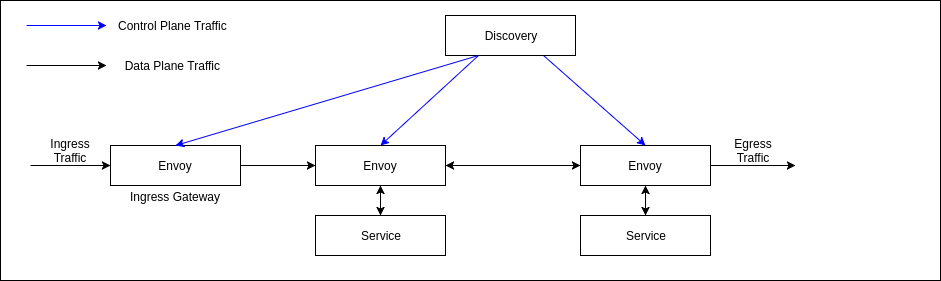 Control Plane Traffic
Discovery
Data Plane Traffic
Ingress
Traffic
Envoy
Ingress Gateway
Envoy
Envoy
Egress
Traffic
Service
Service